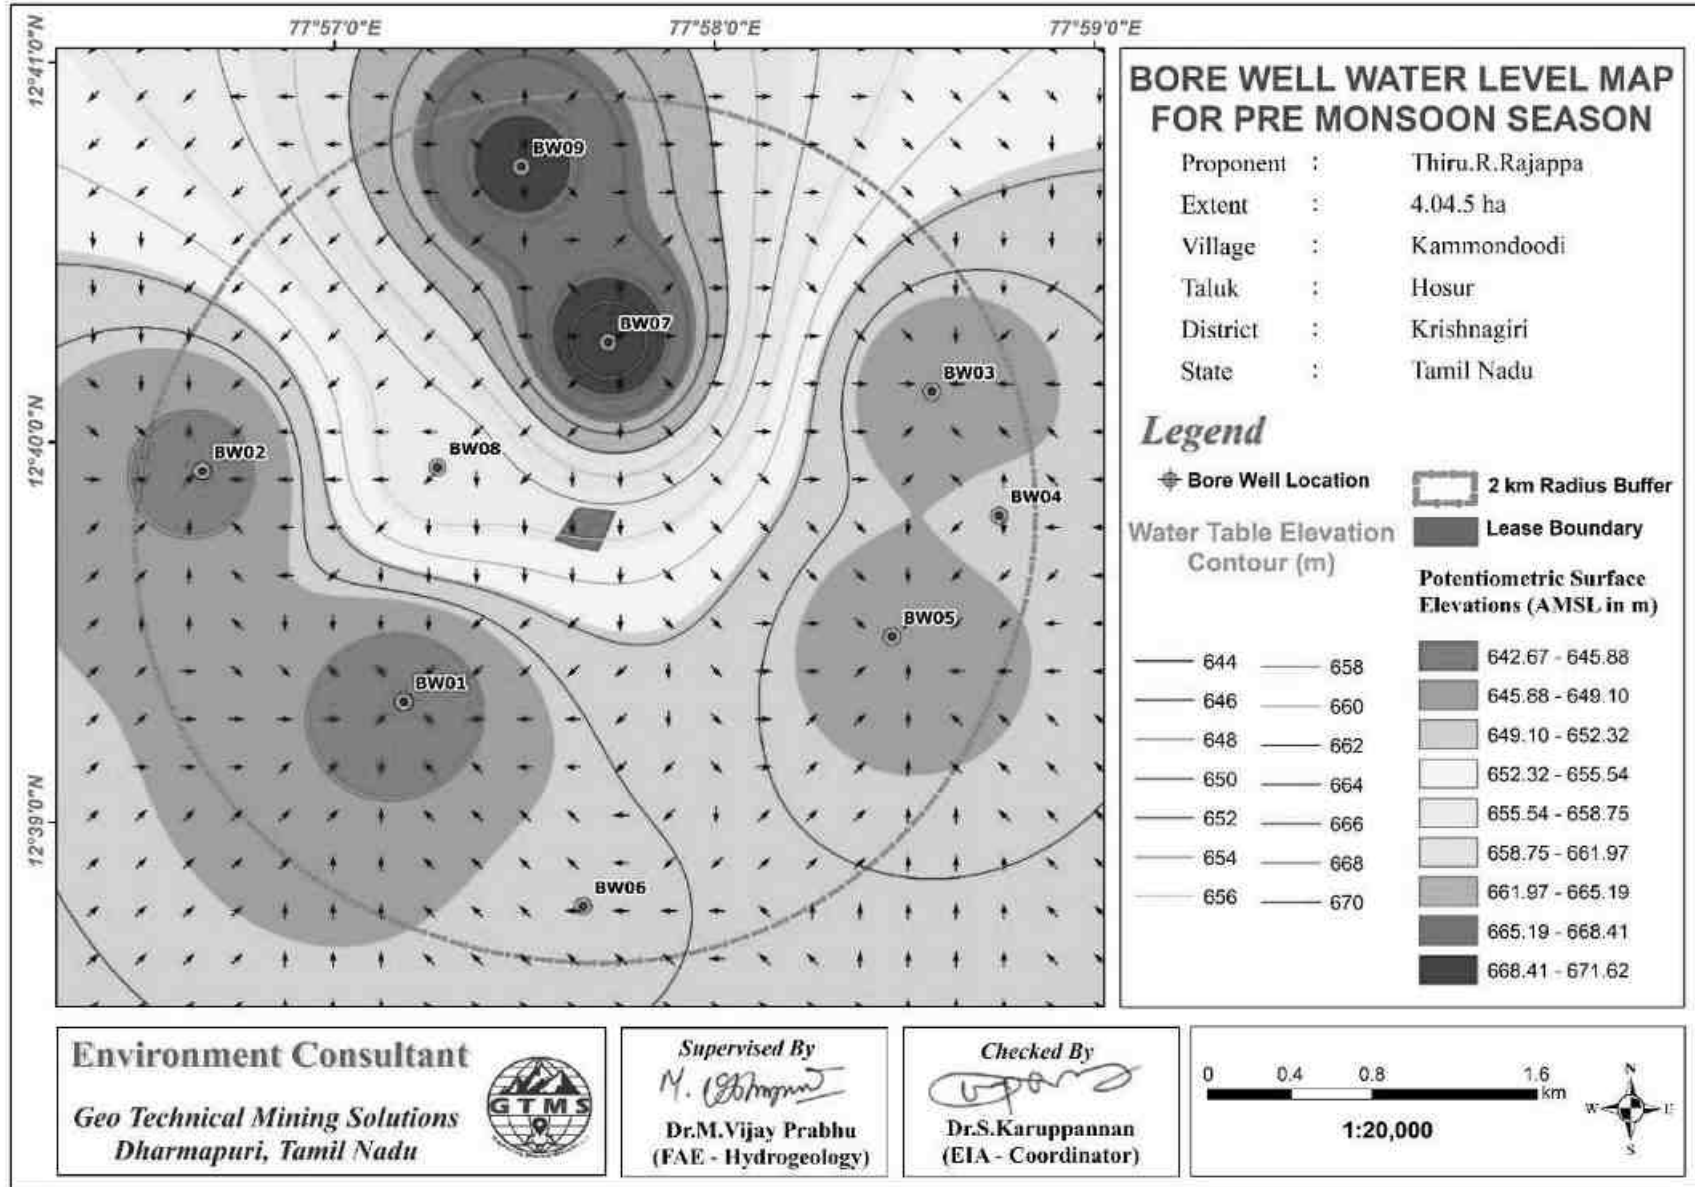 77°57'0"E
77°58'0"E
77°59'0"E
12°41'0"N
12°40'0"N
12°39'0"N
BW09
BW07
BW03
BW02
BW08
BW04
BW05
BW01
BW06
BORE WELL WATER LEVEL MAP
FOR PRE MONSOON SEASON
Proponent : Thiru.R.Rajappa
Extent : 4.04.5 ha
Village : Kammondoodi
Taluk : Hosur
District : Krishnagiri
State : Tamil Nadu
Legend
Bore Well Location
2 km Radius Buffer
Lease Boundary
Water Table Elevation
Contour (m)
644
646
648
650
652
654
656
658
660
662
664
666
668
670
Potentiometric Surface
Elevations (AMSL in m)
642.67 - 645.88
645.88 - 649.10
649.10 - 652.32
652.32 - 655.54
655.54 - 658.75
658.75 - 661.97
661.97 - 665.19
665.19 - 668.41
668.41 - 671.62
Environment Consultant
Geo Technical Mining Solutions
Dharmapuri, Tamil Nadu
GTMS
Supervised By
Dr.M.Vijay Prabhu
(FAE - Hydrogeology)
Checked By
Dr.S.Karuppannan
(EIA - Coordinator)
0 0.4 0.8 1.6
km
1:20,000
N
W E
S